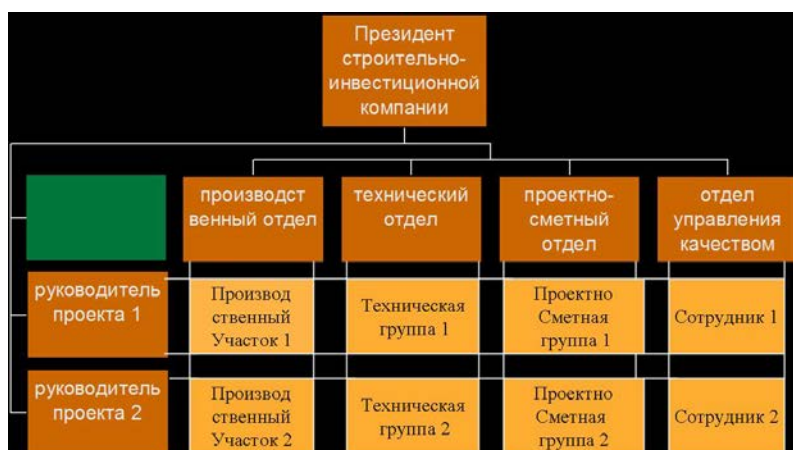 Президент
строительно-
инвестиционной
компании
производст
венный отдел
технический
отдел
проектно-
сметный
отдел
отдел
управления
качеством
руководитель
проекта 1
Производ
ственный
Участок 1
Техническая
группа 1
Проектно
Сметная
группа 1
Сотрудник 1
руководитель
проекта 2
Производ
ственный
Участок 2
Техническая
группа 2
Проектно
Сметная
группа 2
Сотрудник 2